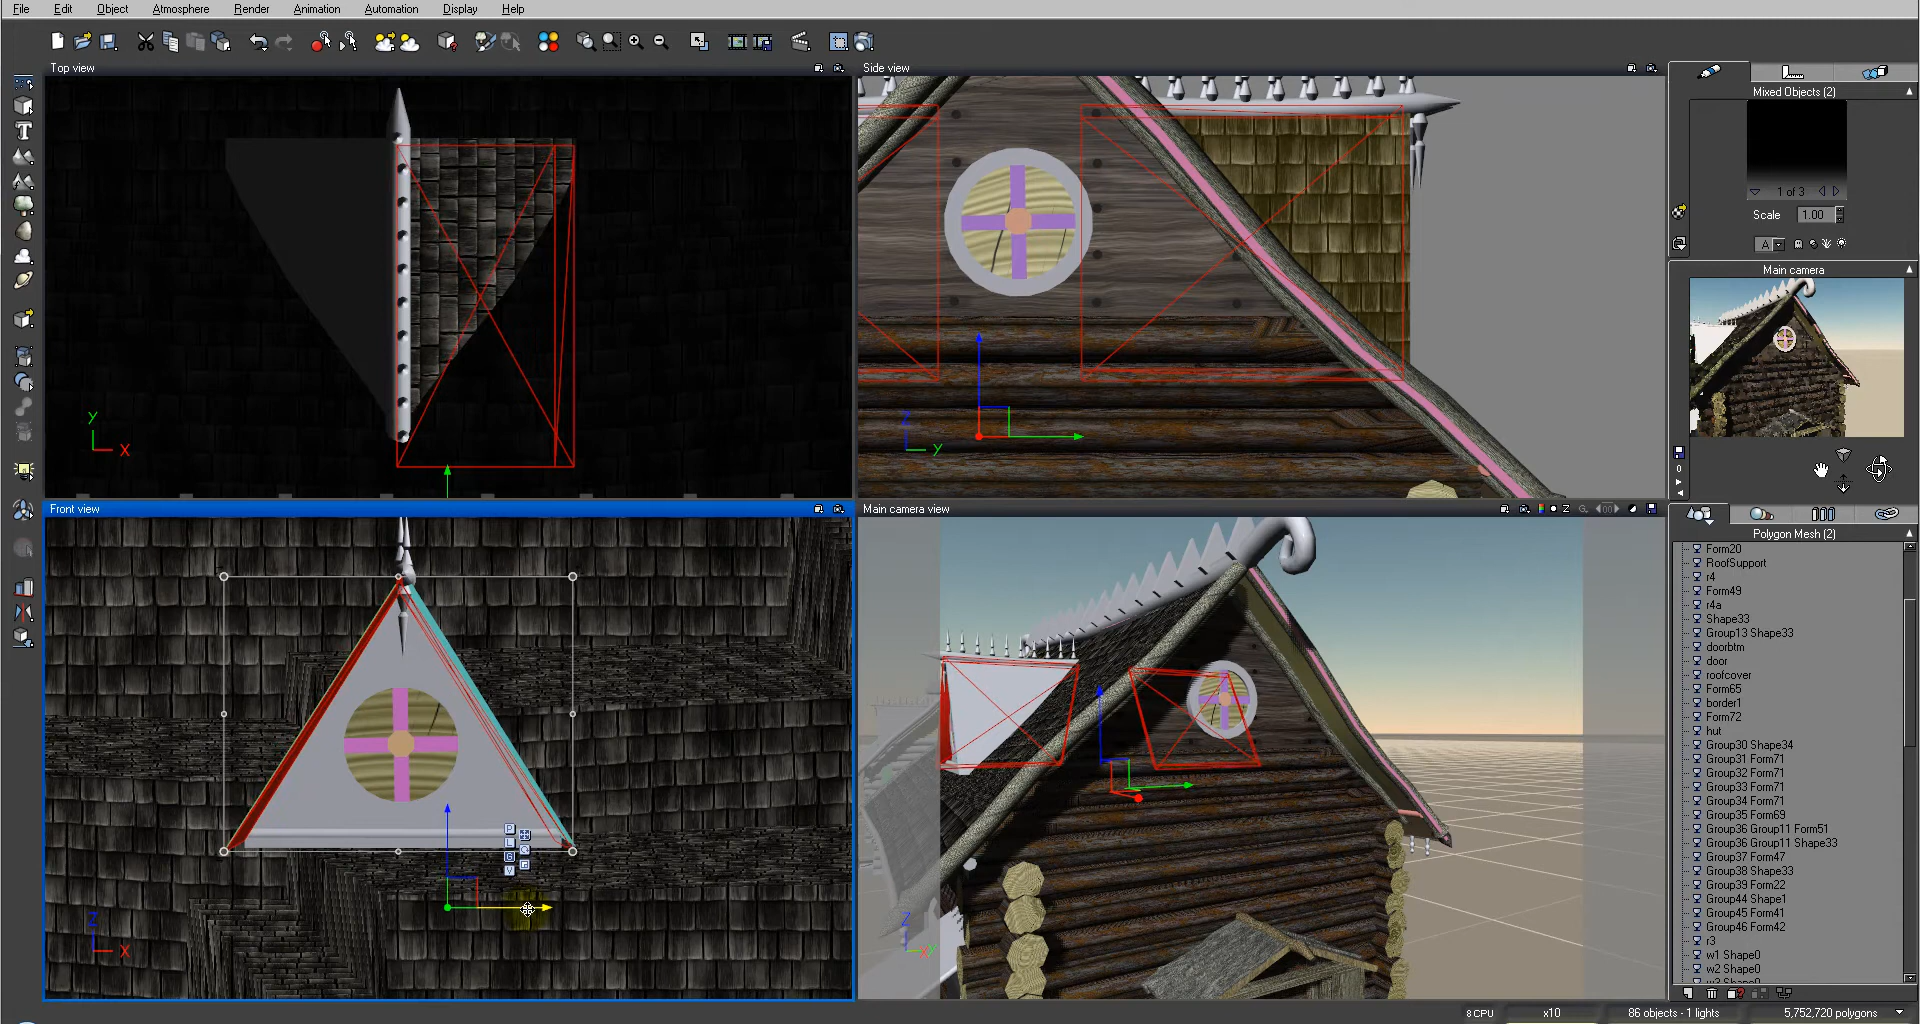 File Edit Object Atmosphere Render Animation Automation Display Help
Top view
Side view
Mixed Objects (2)
1 of 3
Scale 1.00
A
Main camera
0
Y
X
Z
Y
Front view
Main camera view
Polygon Mesh (2)
Form20
RoofSupport
r4
Form49
r4a
Shape33
Group13 Shape33
doorbtm
door
roofcover
Form65
border1
Form72
hut
Group30 Shape34
Group31 Form71
Group32 Form71
Group33 Form71
Group34 Form71
Group35 Form69
Group36 Group11 Form51
Group36 Group11 Shape33
Group37 Form47
Group38 Shape33
Group39 Form22
Group44 Shape1
Group45 Form41
Group46 Form42
r3
w1 Shape0
w2 Shape0
P
L
G
V
Z
X
Z
8 CPU x10 86 objects - 1 lights 5,752,720 polygons